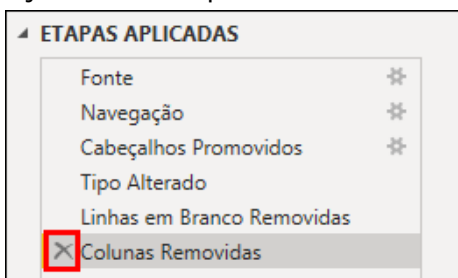 ETAPAS APLICADAS
Fonte
Navegação
Cabeçalhos Promovidos
Tipo Alterado
Linhas em Branco Removidas
Colunas Removidas